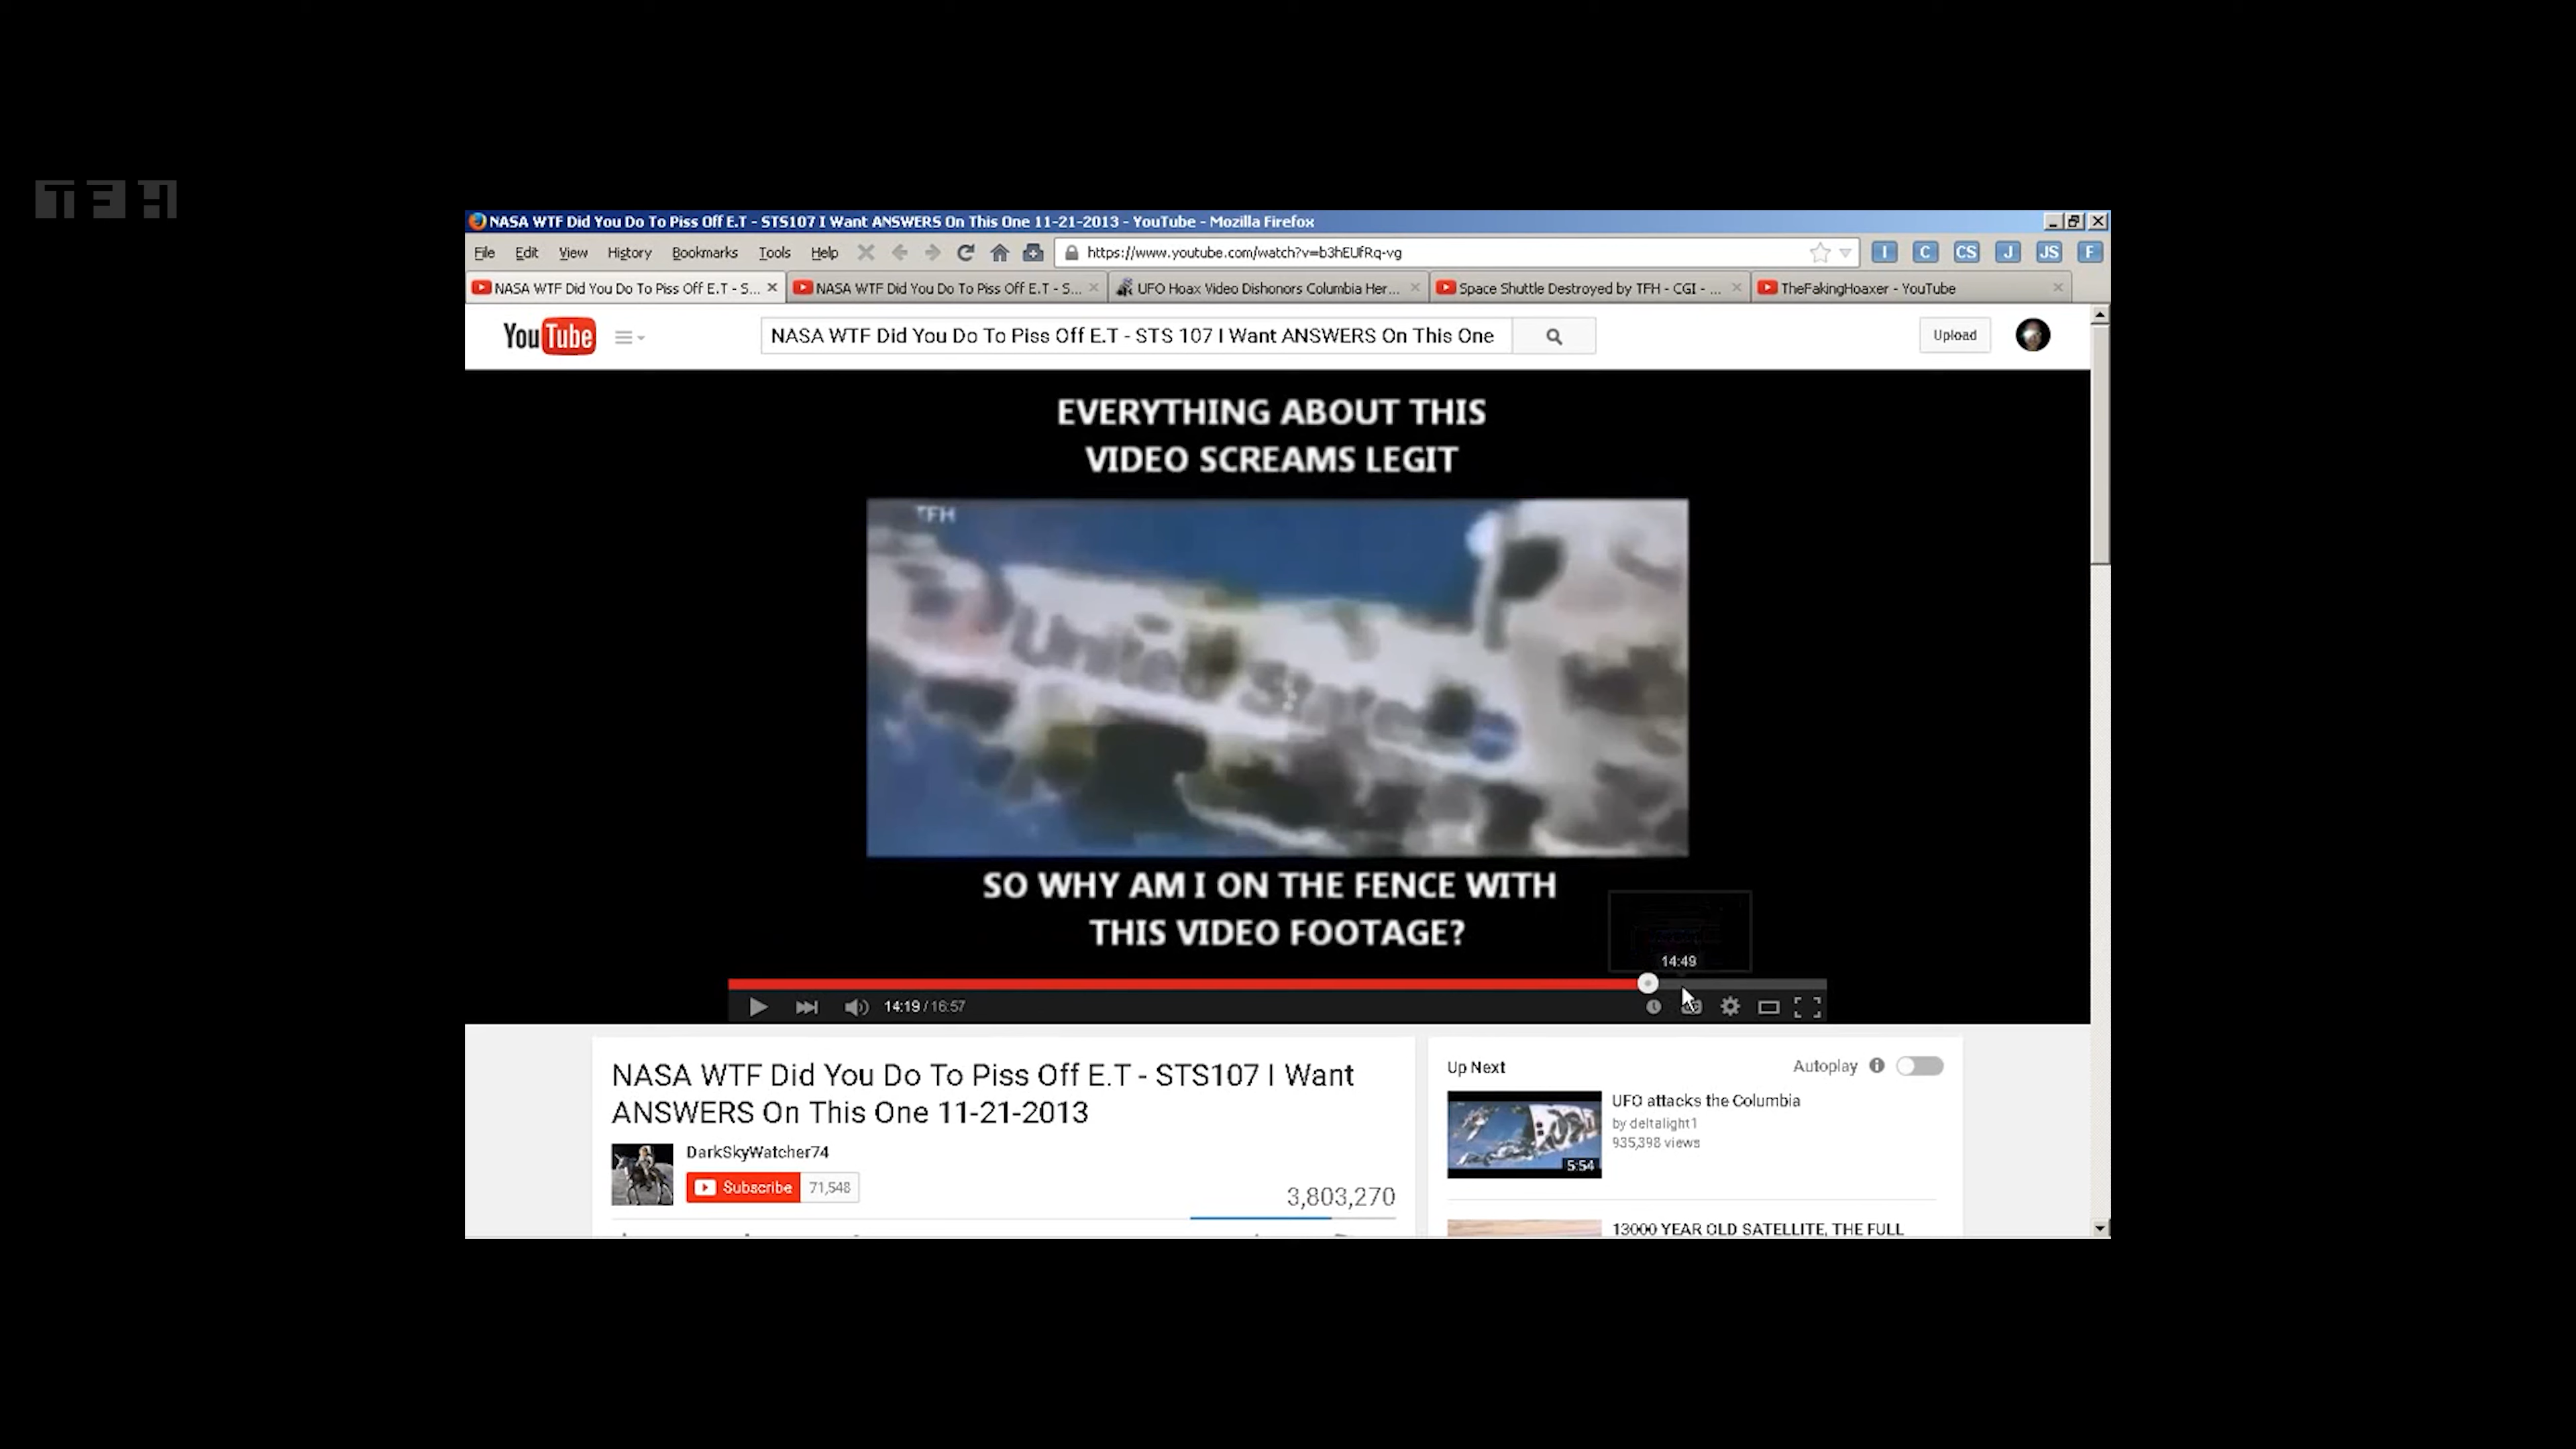 TFH
NASA WTF Did You Do To Piss Off E.T - STS107 I Want ANSWERS On This One 11-21-2013 - YouTube - Mozilla Firefox
File Edit View History Bookmarks Tools Help https://www.youtube.com/watch?v=b3hEUfRq-vg I C CS J JS F
NASA WTF Did You Do To Piss Off E.T - S... NASA WTF Did You Do To Piss Off E.T - S... UFO Hoax Video Dishonors Columbia Her... Space Shuttle Destroyed by TFH - CGI - ... TheFakingHoaxer - YouTube
YouTube NASA WTF Did You Do To Piss Off E.T - STS 107 I Want ANSWERS On This One Upload
EVERYTHING ABOUT THIS
VIDEO SCREAMS LEGIT
TFH
United States
SO WHY AM I ON THE FENCE WITH
THIS VIDEO FOOTAGE?
14:49
14:19 / 16:57
NASA WTF Did You Do To Piss Off E.T - STS107 I Want
ANSWERS On This One 11-21-2013
DarkSkyWatcher74
Subscribe 71,548
3,803,270
Up Next Autoplay
UFO attacks the Columbia
by deltalight1
935,398 views
5:54
13000 YEAR OLD SATELLITE, THE FULL